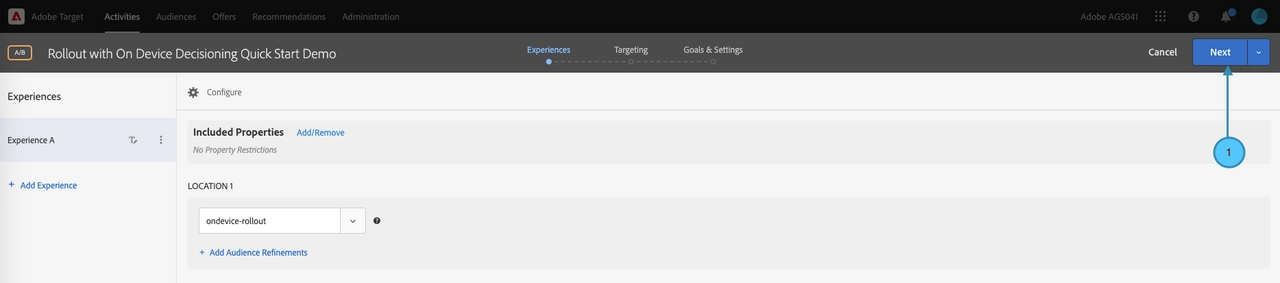 Adobe Target
Activities
Audiences
Offers
Recommendations
Administration
Adobe AGS041
A/B
Rollout with On Device Decisioning Quick Start Demo
Experiences
Targeting
Goals & Settings
Cancel
Next
Experiences
Configure
Included Properties
Add/Remove
No Property Restrictions
Experience A
+ Add Experience
LOCATION 1
ondevice-rollout
+ Add Audience Refinements
1